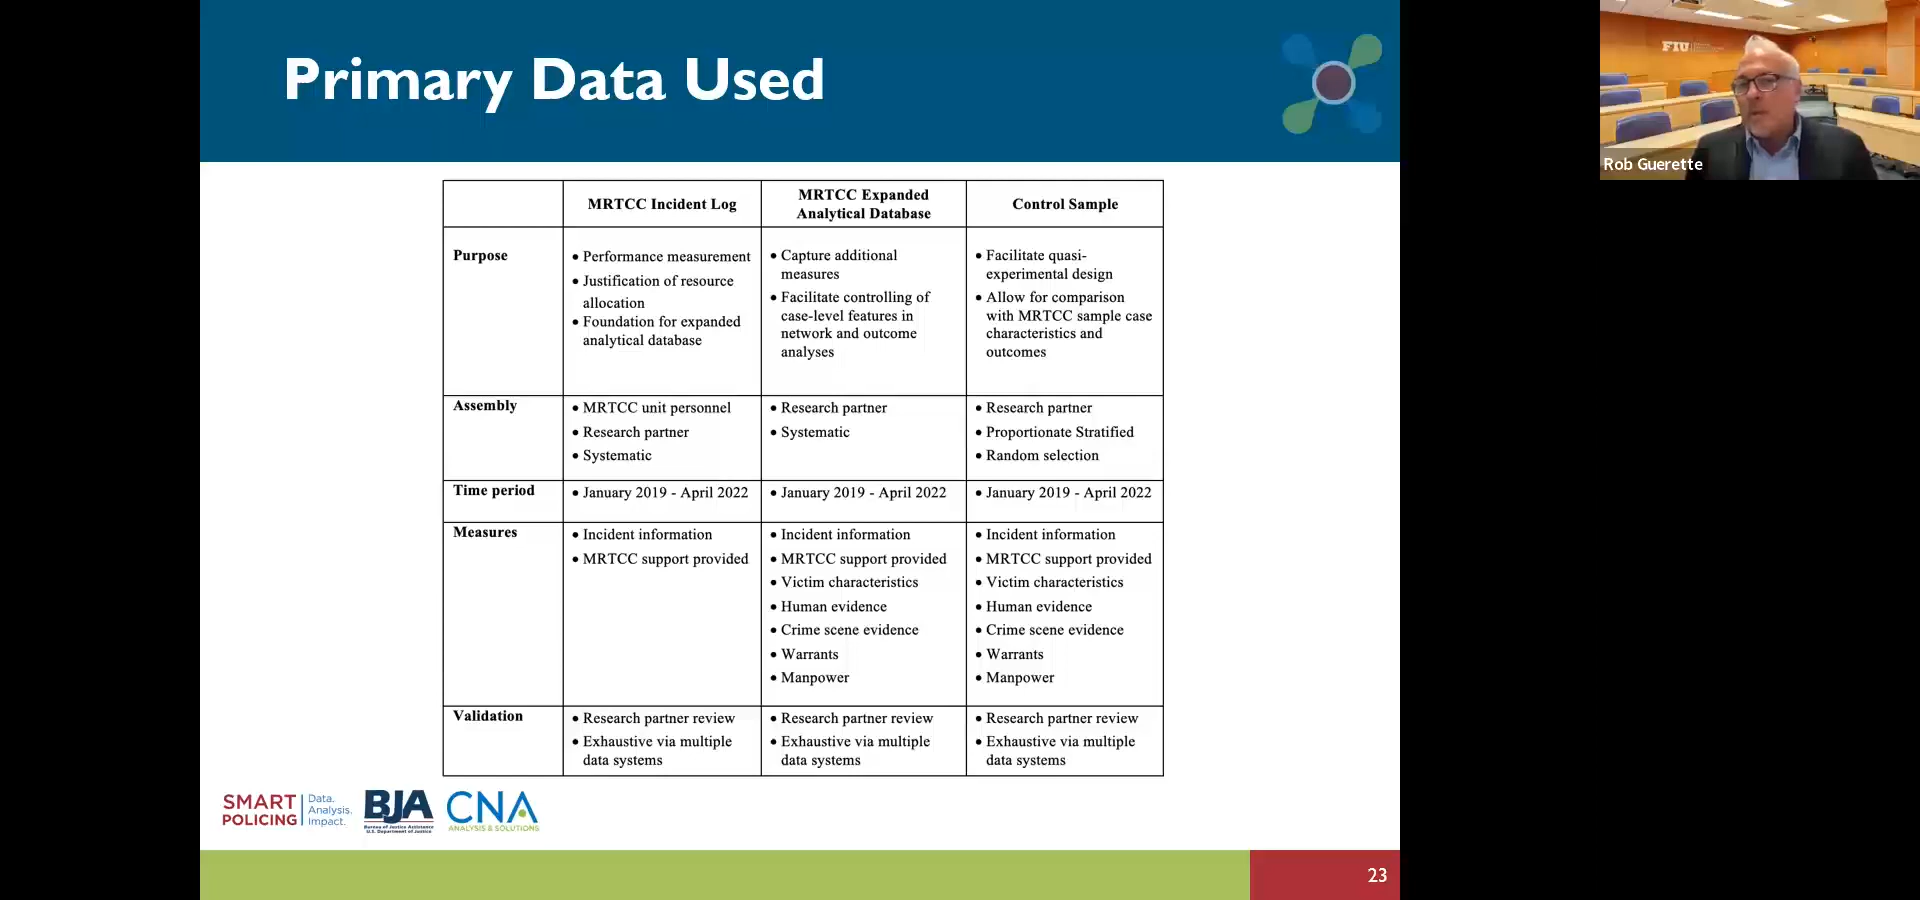 Primary Data Used
FIU
Rob Guerette
MRTCC Incident Log
MRTCC Expanded
Analytical Database
Control Sample
Purpose
• Performance measurement
• Justification of resource
allocation
• Foundation for expanded
analytical database
• Capture additional
measures
• Facilitate controlling of
case-level features in
network and outcome
analyses
• Facilitate quasi-
experimental design
• Allow for comparison
with MRTCC sample case
characteristics and
outcomes
Assembly
• MRTCC unit personnel
• Research partner
• Systematic
• Research partner
• Systematic
• Research partner
• Proportionate Stratified
• Random selection
Time period
• January 2019 - April 2022
• January 2019 - April 2022
• January 2019 - April 2022
Measures
• Incident information
• MRTCC support provided
• Incident information
• MRTCC support provided
• Victim characteristics
• Human evidence
• Crime scene evidence
• Warrants
• Manpower
• Incident information
• MRTCC support provided
• Victim characteristics
• Human evidence
• Crime scene evidence
• Warrants
• Manpower
Validation
• Research partner review
• Exhaustive via multiple
data systems
• Research partner review
• Exhaustive via multiple
data systems
• Research partner review
• Exhaustive via multiple
data systems
SMART
POLICING
Data.
Analysis.
Impact.
BJA
Bureau of Justice Assistance
U.S. Department of Justice
CNA
ANALYSIS & SOLUTIONS
23